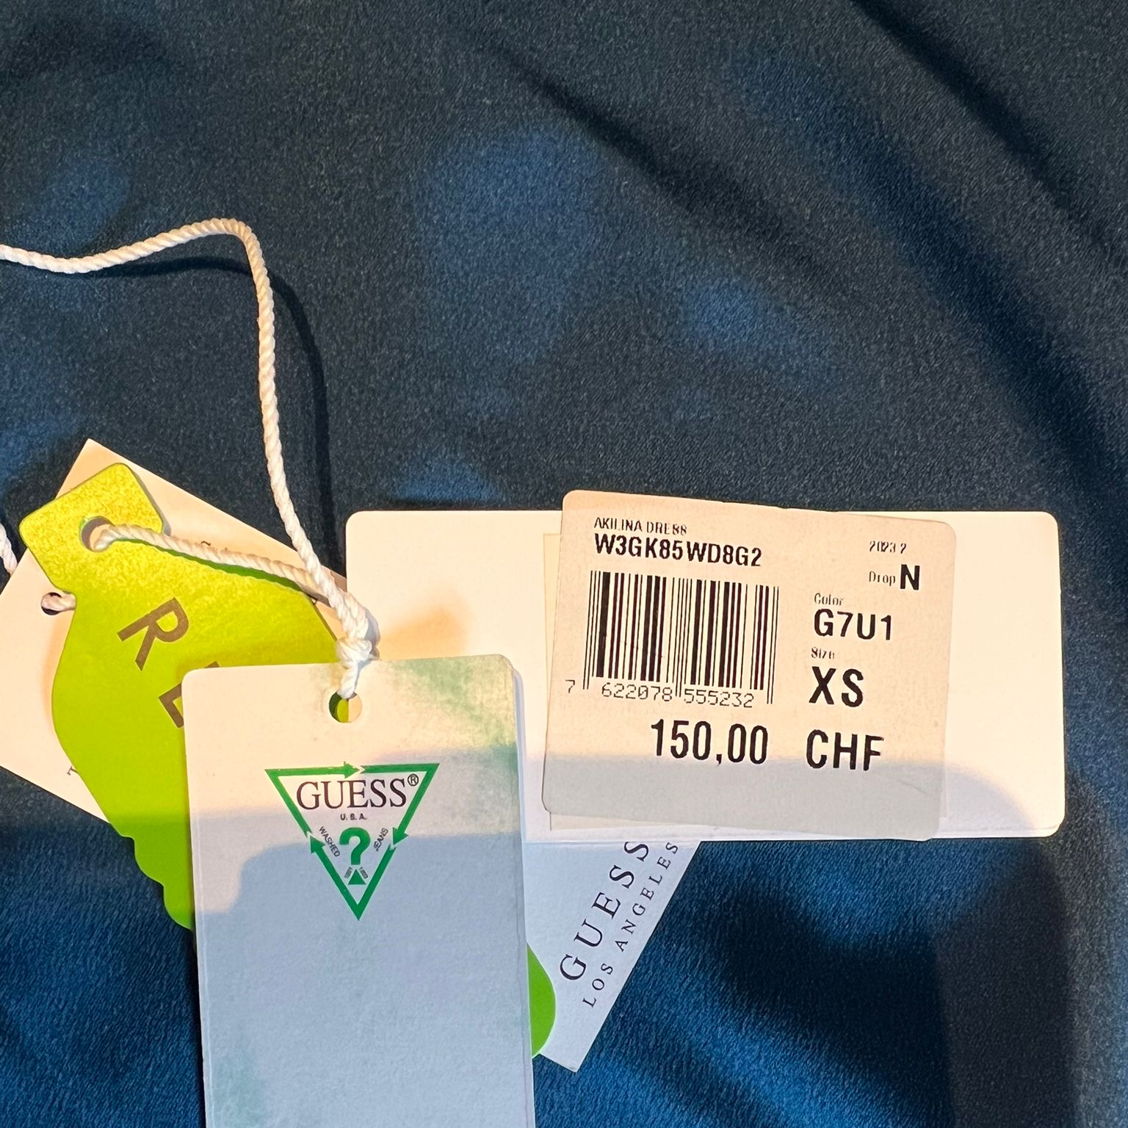 AKILINA DRESS
W3GK85WD8G2
2023 2
Drop N
Color
G7U1
Size
XS
7 622078 555232
150,00 CHF
R E
GUESS®
U.S.A.
WASHED
JEANS
?
GUESS
LOS ANGELES